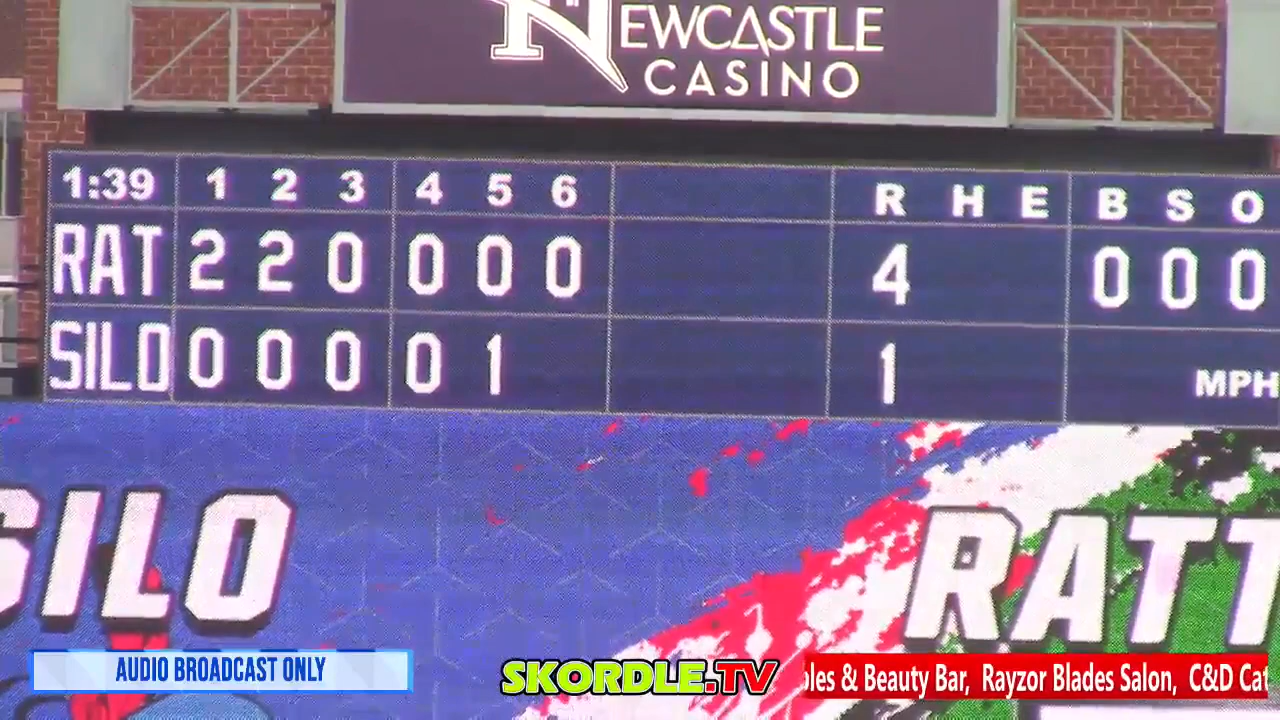 NEWCASTLE
CASINO
1:39 1 2 3 4 5 6 R H E B S O
RAT 2 2 0 0 0 0 4 0 0 0
SILO 0 0 0 0 1 1 MPH
SILO
RATT
AUDIO BROADCAST ONLY
SKORDLE.TV
& Beauty Bar, Rayzor Blades Salon, C&D